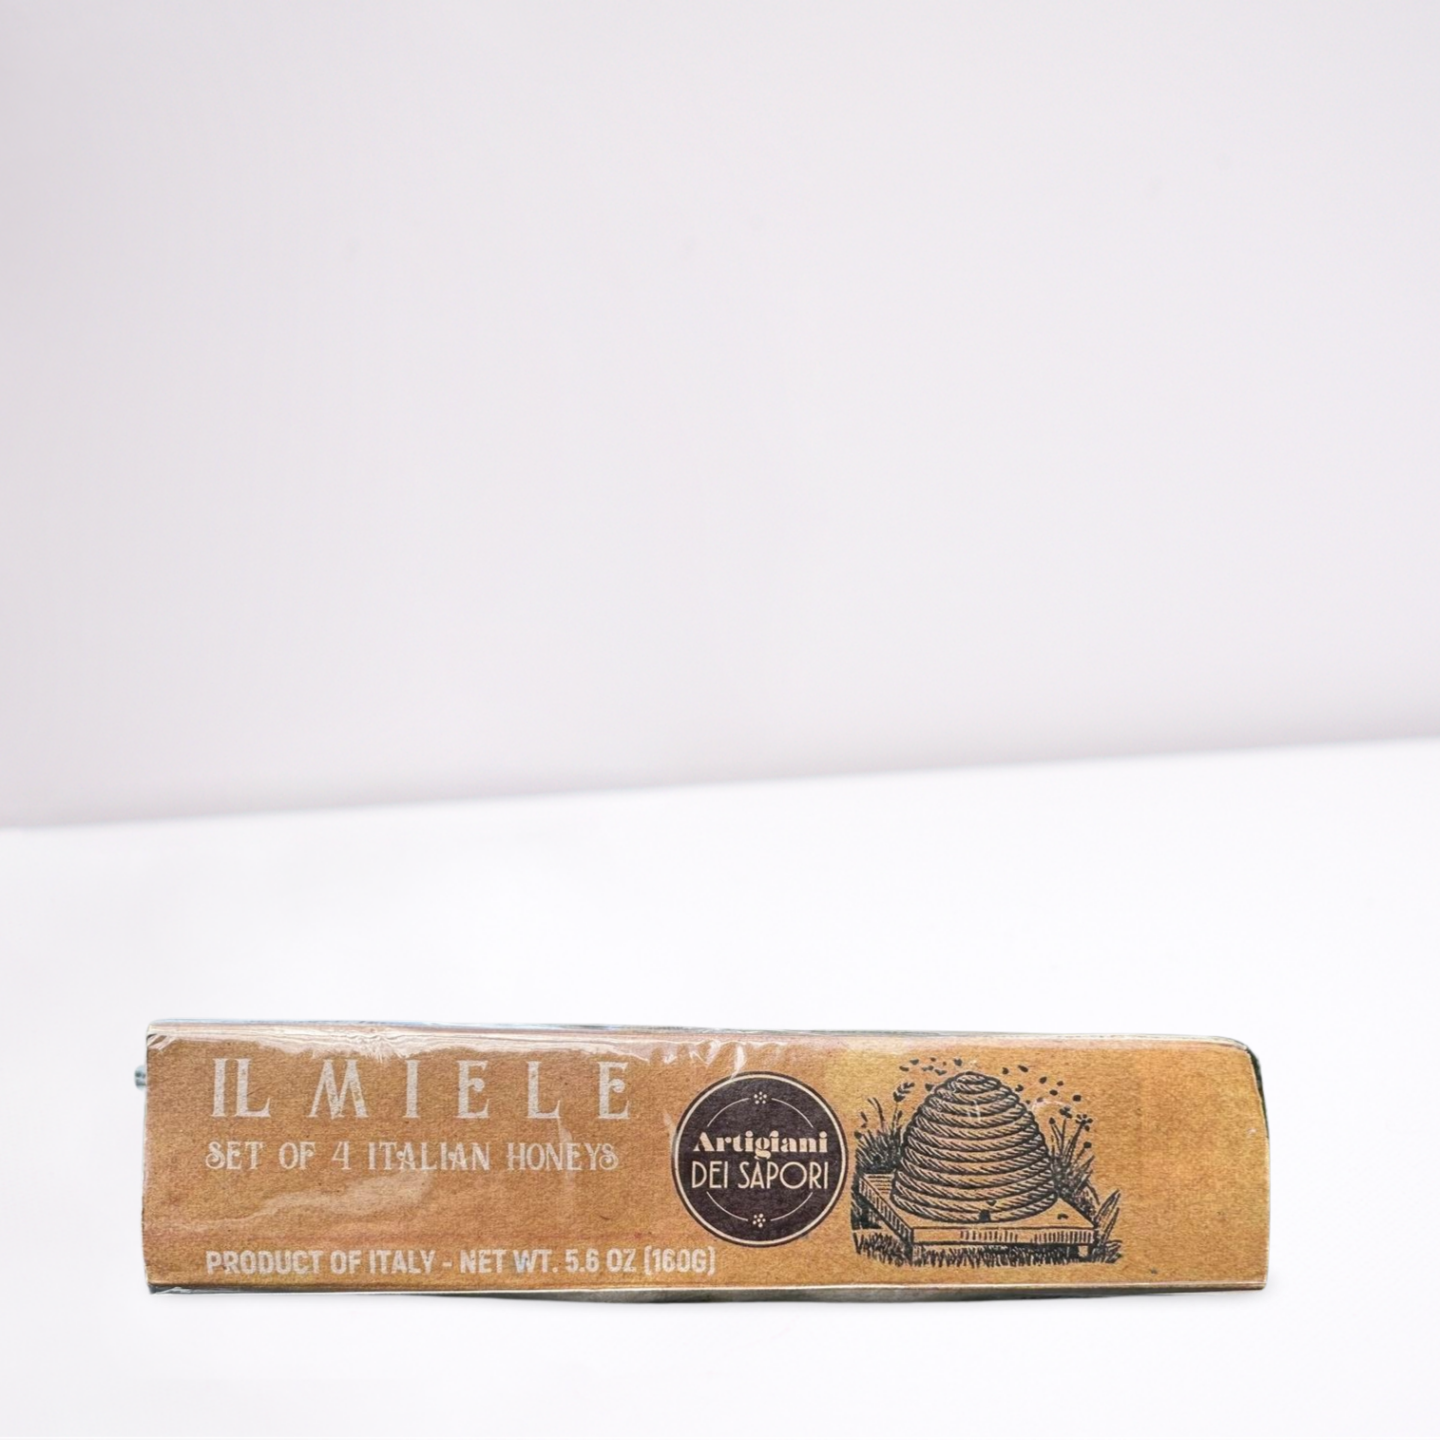 IL MIELE
SET OF 4 ITALIAN HONEYS
PRODUCT OF ITALY - NET WT. 5.6 OZ (160G)
Artigiani
DEI SAPORI